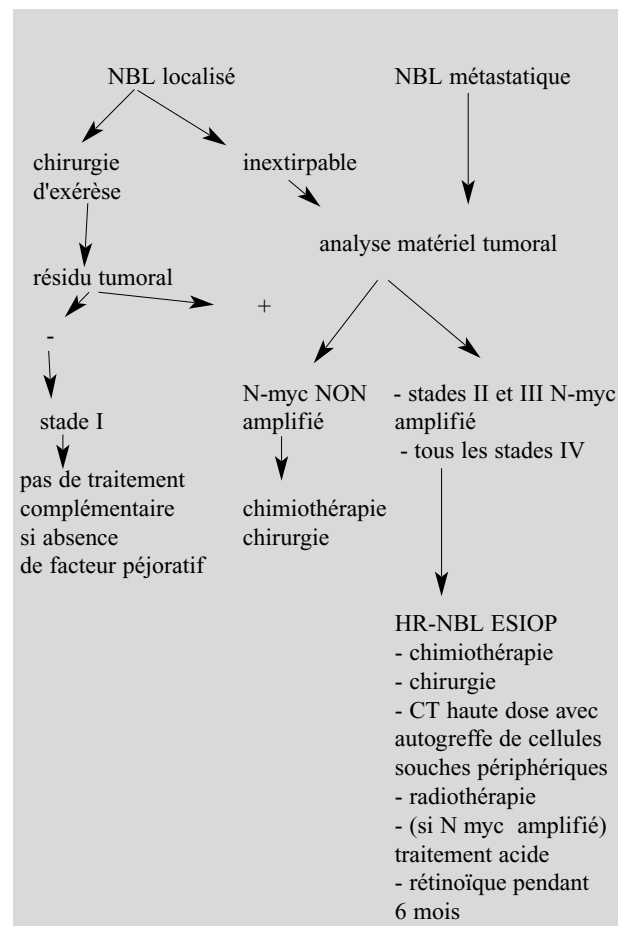 NBL localisé
NBL métastatique
chirurgie
d'exérèse
inextirpable
analyse matériel tumoral
résidu tumoral
+
-
N-myc NON
amplifié
- stades II et III N-myc
amplifié
- tous les stades IV
stade I
pas de traitement
complémentaire
si absence
de facteur péjoratif
chimiothérapie
chirurgie
HR-NBL ESIOP
- chimiothérapie
- chirurgie
- CT haute dose avec
autogreffe de cellules
souches périphériques
- radiothérapie
- (si N myc amplifié)
traitement acide
- rétinoïque pendant
6 mois